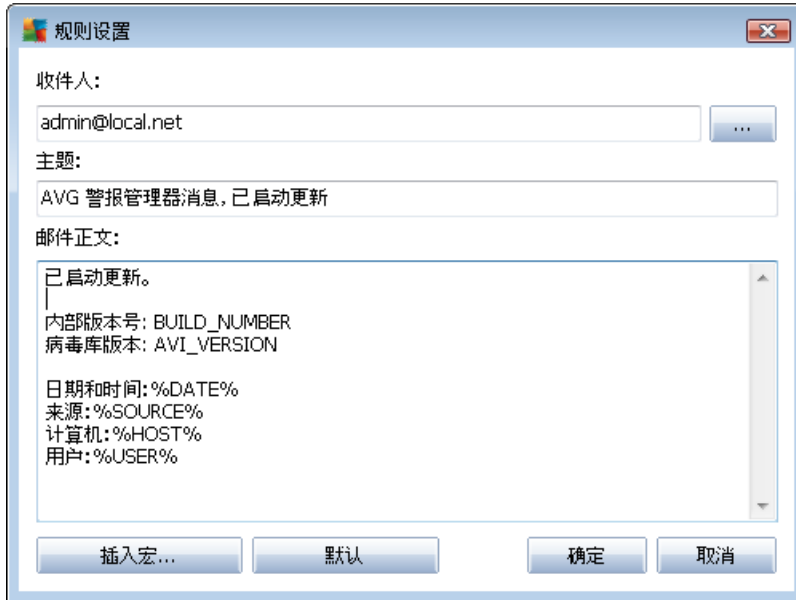 规则设置
收件人:
admin@local.net
...
主题:
AVG 警报管理器消息，已启动更新
邮件正文:
已启动更新。
内部版本号: BUILD_NUMBER
病毒库版本: AVI_VERSION
日期和时间:%DATE%
来源:%SOURCE%
计算机:%HOST%
用户:%USER%
插入宏... 默认 确定 取消